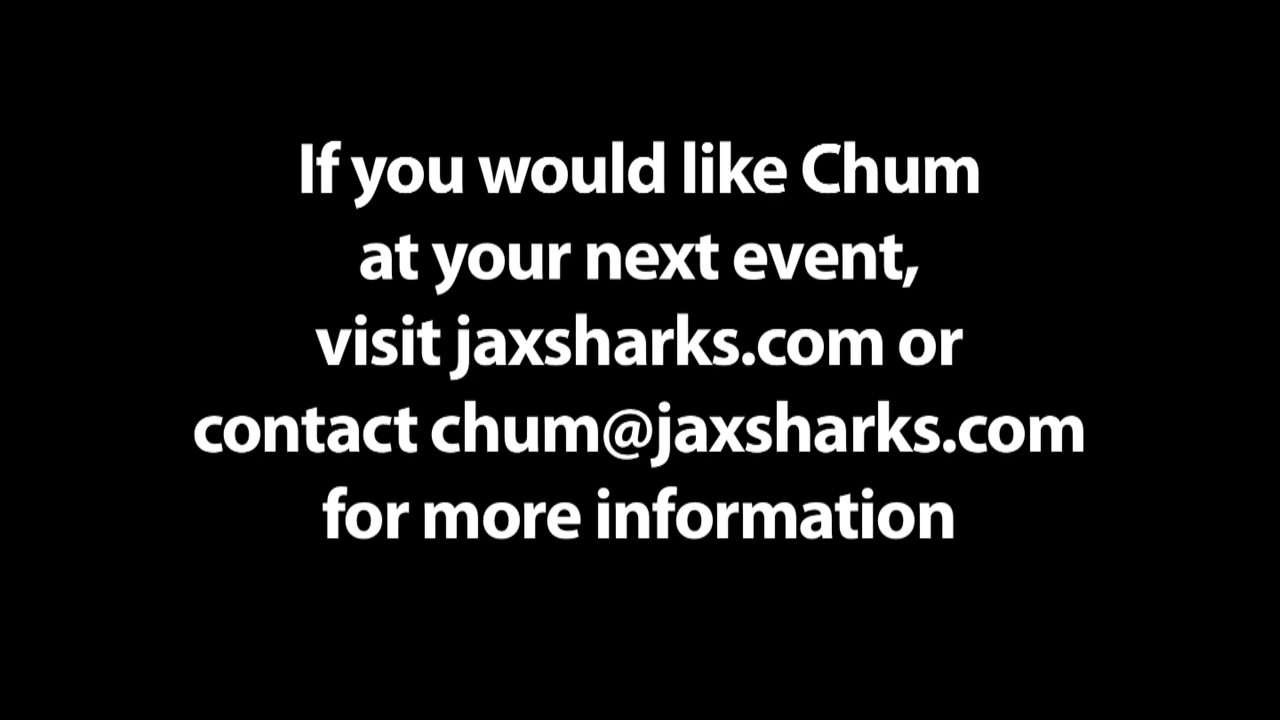 If you would like Chum
at your next event,
visit jaxsharks.com or
contact chum@jaxsharks.com
for more information